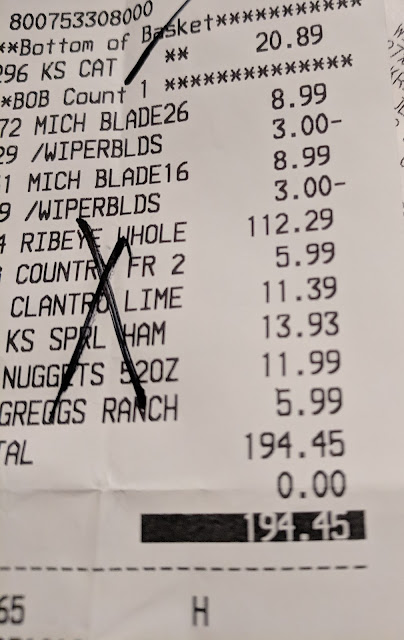 800753308000
**Bottom of Basket***********
296 KS CAT ** 20.89
*BOB Count 1 **************
72 MICH BLADE26 8.99
29 /WIPERBLDS 3.00-
1 MICH BLADE16 8.99
9 /WIPERBLDS 3.00-
4 RIBEYE WHOLE 112.29
COUNTRY FR 2 5.99
CLANTRO LIME 11.39
KS SPRL HAM 13.93
NUGGETS 52OZ 11.99
GREGGS RANCH 5.99
TAL 194.45
0.00
194.45
65 H